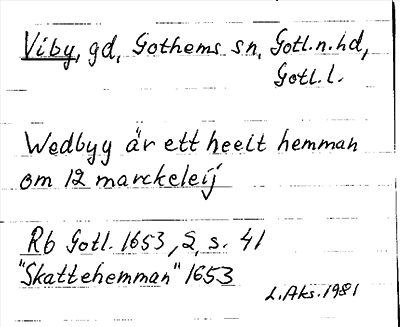 Viby, gd, Gothems sn, Gotl.n.hd,
Gotl.l.
Wedbyy är ett heelt hemman
om 12 marckeleij
Rb Gotl. 1653, 2, s. 41
"Skattehemman" 1653
L.Aks.1981